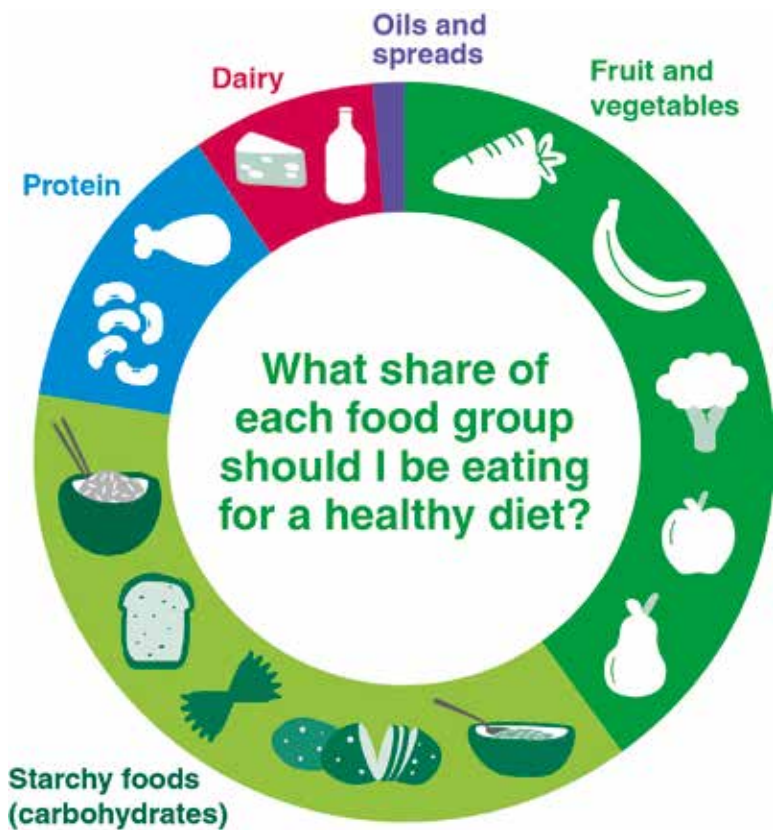 Oils and
spreads
Fruit and
vegetables
Dairy
Protein
What share of
each food group
should I be eating
for a healthy diet?
Starchy foods
(carbohydrates)